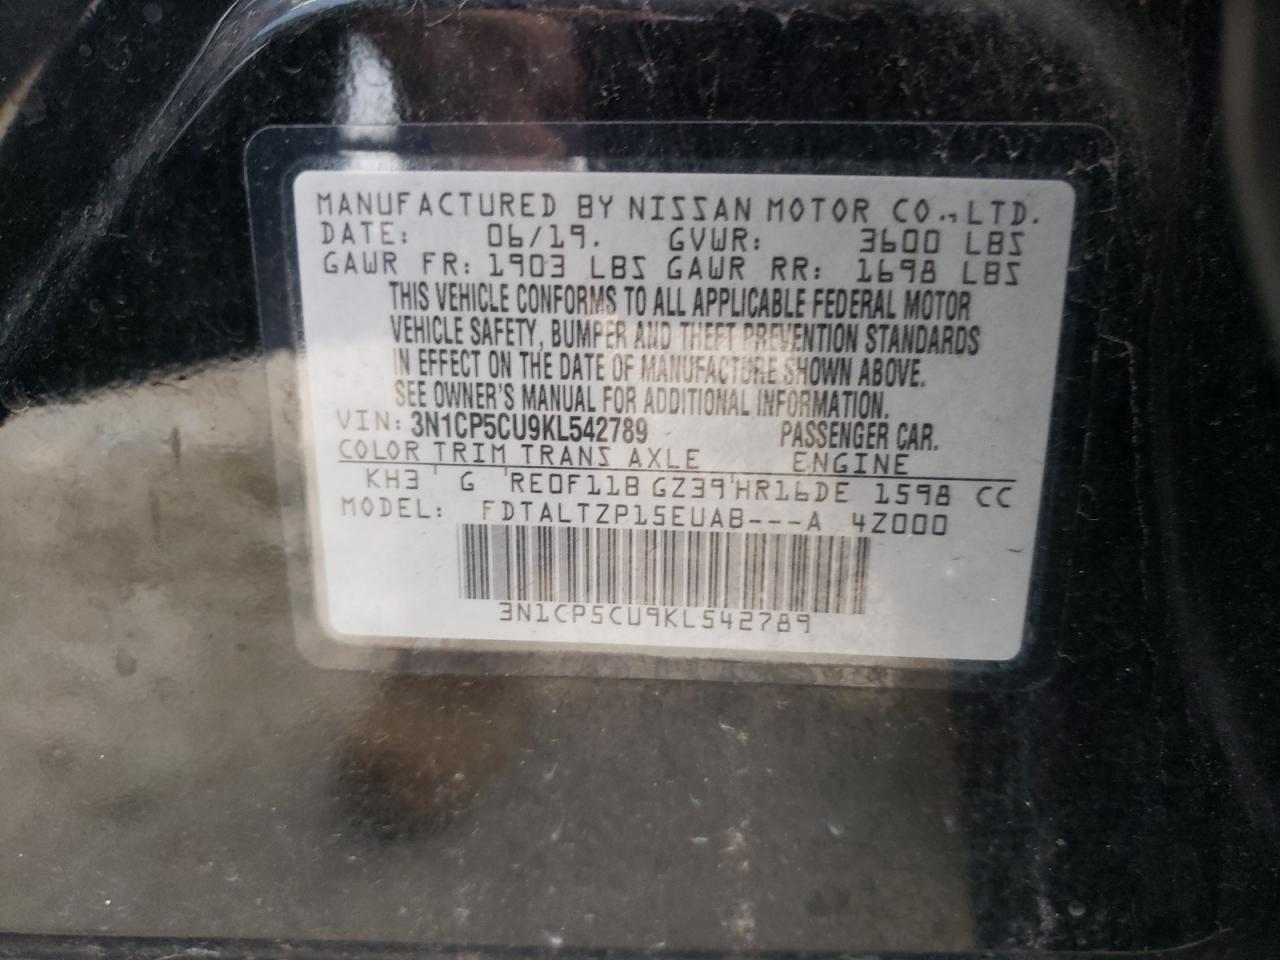 MANUFACTURED BY NISSAN MOTOR CO., LTD.
DATE: 06/19. GVWR: 3600 LBS
GAWR FR: 1903 LBS GAWR RR: 1698 LBS
THIS VEHICLE CONFORMS TO ALL APPLICABLE FEDERAL MOTOR
VEHICLE SAFETY, BUMPER AND THEFT PREVENTION STANDARDS
IN EFFECT ON THE DATE OF MANUFACTURE SHOWN ABOVE.
SEE OWNER'S MANUAL FOR ADDITIONAL INFORMATION.
VIN: 3N1CP5CU9KL542789 PASSENGER CAR.
COLOR TRIM TRANS AXLE ENGINE
KH3 ' G 'RE0F11B GZ39'HR16DE 1598 CC
MODEL: FDTALTZP15EUAB---A 4Z000
3N1CP5CU9KL542789